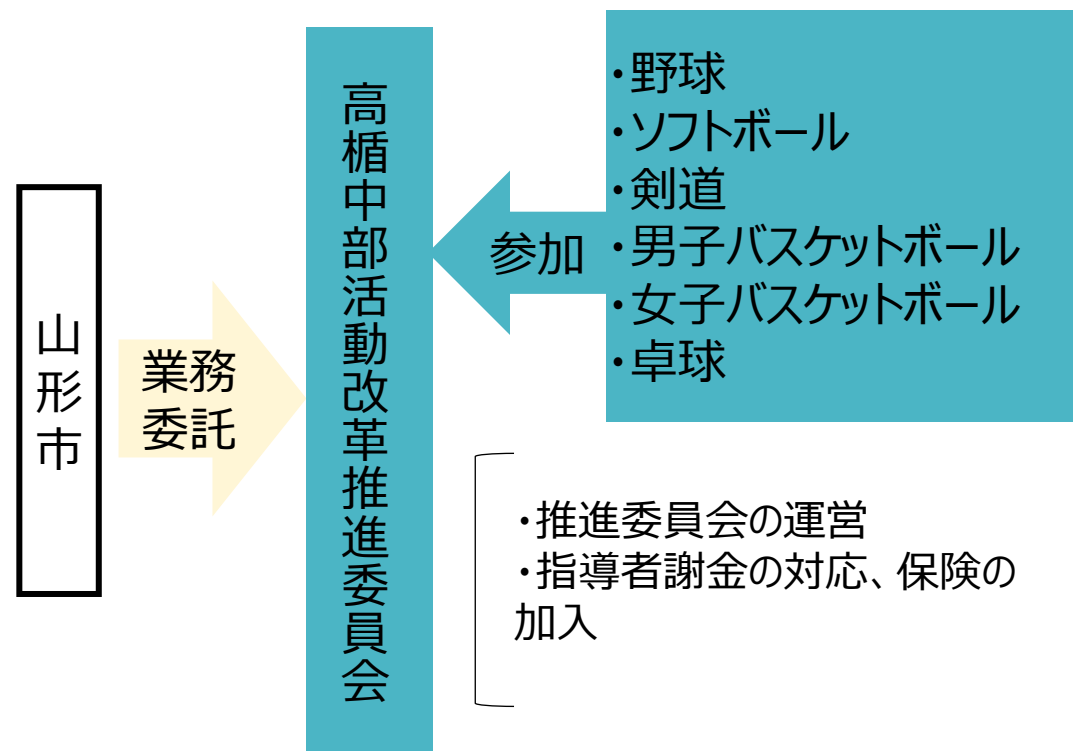 山形市
業務
委託
高楯中部活動改革推進委員会
参加
・野球
・ソフトボール
・剣道
・男子バスケットボール
・女子バスケットボール
・卓球
・推進委員会の運営
・指導者謝金の対応、保険の
加入